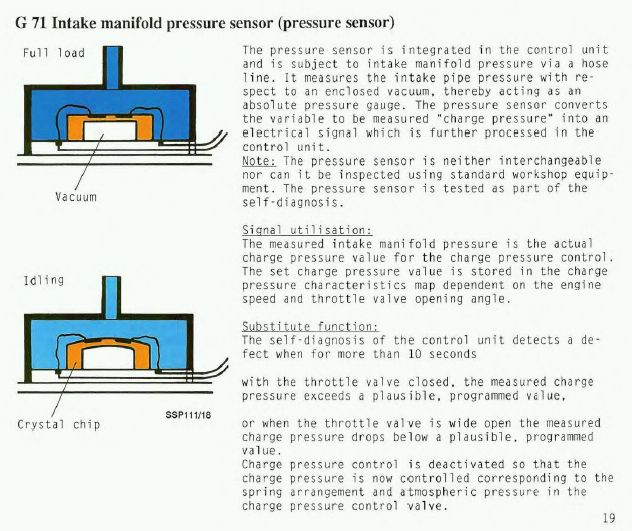 G 71 Intake manifold pressure sensor (pressure sensor)
Full load
Vacuum
Idling
Crystal chip
SSP111/18
The pressure sensor is integrated in the control unit
and is subject to intake manifold pressure via a hose
line. It measures the intake pipe pressure with re-
spect to an enclosed vacuum, thereby acting as an
absolute pressure gauge. The pressure sensor converts
the variable to be measured "charge pressure" into an
electrical signal which is further processed in the
control unit.
Note: The pressure sensor is neither interchangeable
nor can it be inspected using standard workshop equip-
ment. The pressure sensor is tested as part of the
self-diagnosis.
Signal utilisation:
The measured intake manifold pressure is the actual
charge pressure value for the charge pressure control.
The set charge pressure value is stored in the charge
pressure characteristics map dependent on the engine
speed and throttle valve opening angle.
Substitute function:
The self-diagnosis of the control unit detects a de-
fect when for more than 10 seconds
with the throttle valve closed, the measured charge
pressure exceeds a plausible, programmed value,
or when the throttle valve is wide open the measured
charge pressure drops below a plausible, programmed
value.
Charge pressure control is deactivated so that the
charge pressure is now controlled corresponding to the
spring arrangement and atmospheric pressure in the
charge pressure control valve.
19